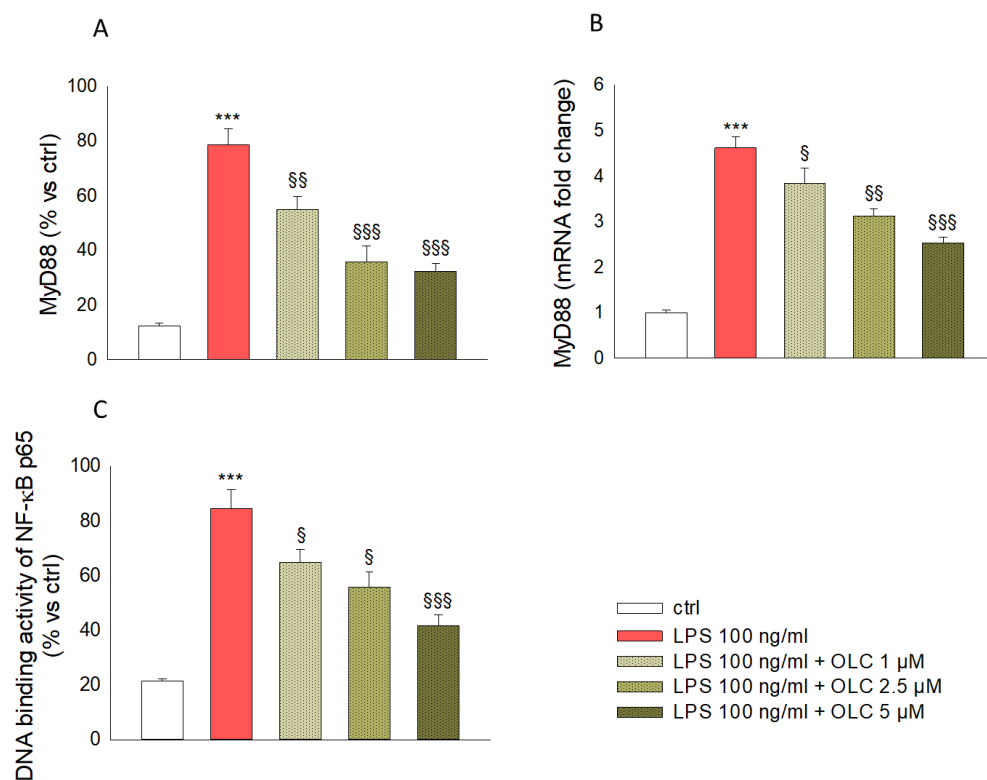 A
MyD88 (% vs ctrl)
100
80
60
40
20
0
***
§§
§§§
§§§
B
MyD88 (mRNA fold change)
6
5
4
3
2
1
0
***
§
§§
§§§
C
DNA binding activity of NF-κB p65
(% vs ctrl)
100
80
60
40
20
0
***
§
§
§§§
ctrl
LPS 100 ng/ml
LPS 100 ng/ml + OLC 1 µM
LPS 100 ng/ml + OLC 2.5 µM
LPS 100 ng/ml + OLC 5 µM